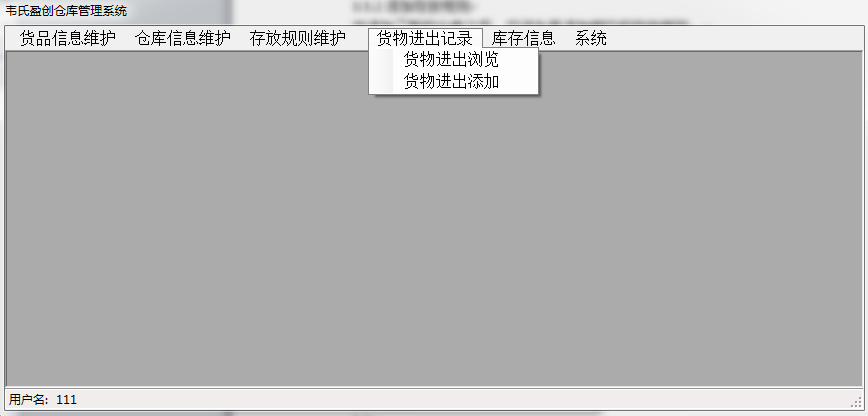 韦氏盈创仓库管理系统
货品信息维护 仓库信息维护 存放规则维护 货物进出记录 库存信息 系统
货物进出浏览
货物进出添加
用户名: 111